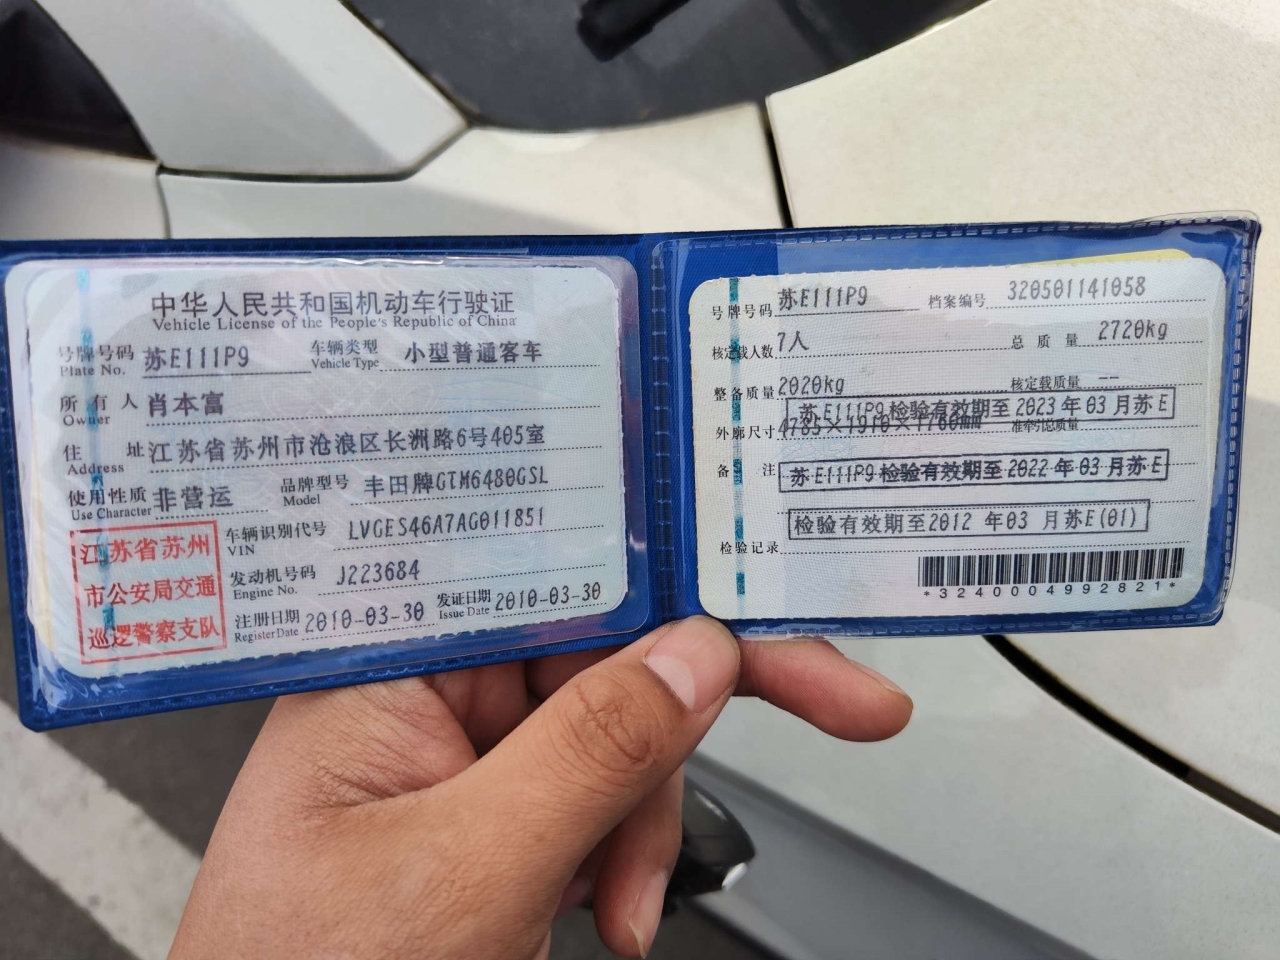 中华人民共和国机动车行驶证
Vehicle License of the People's Republic of China
号牌号码 苏E111P9 车辆类型 小型普通客车
Plate No. Vehicle Type
所有人 肖本富
Owner
住址 江苏省苏州市沧浪区长洲路6号405室
Address
使用性质 非营运 品牌型号 丰田牌GTM6480GSL
Use Character Model
江苏省苏州
市公安局交通
巡逻警察支队
车辆识别代号 LVGES46A7AG011851
VIN
发动机号码 J223684
Engine No.
注册日期 2010-03-30 发证日期 2010-03-30
Register Date Issue Date
号牌号码 苏E111P9 档案编号 320501141058
核定载人数 7人 总质量 2720kg
整备质量 2020kg 核定载质量 --
苏E111P9检验有效期至2023年03月苏E
外廓尺寸 4785×1910×1760mm 准牵引总质量
备注 苏E111P9检验有效期至2022年03月苏E
检验有效期至2012年03月苏E(01)
检验记录
*3240004992821*